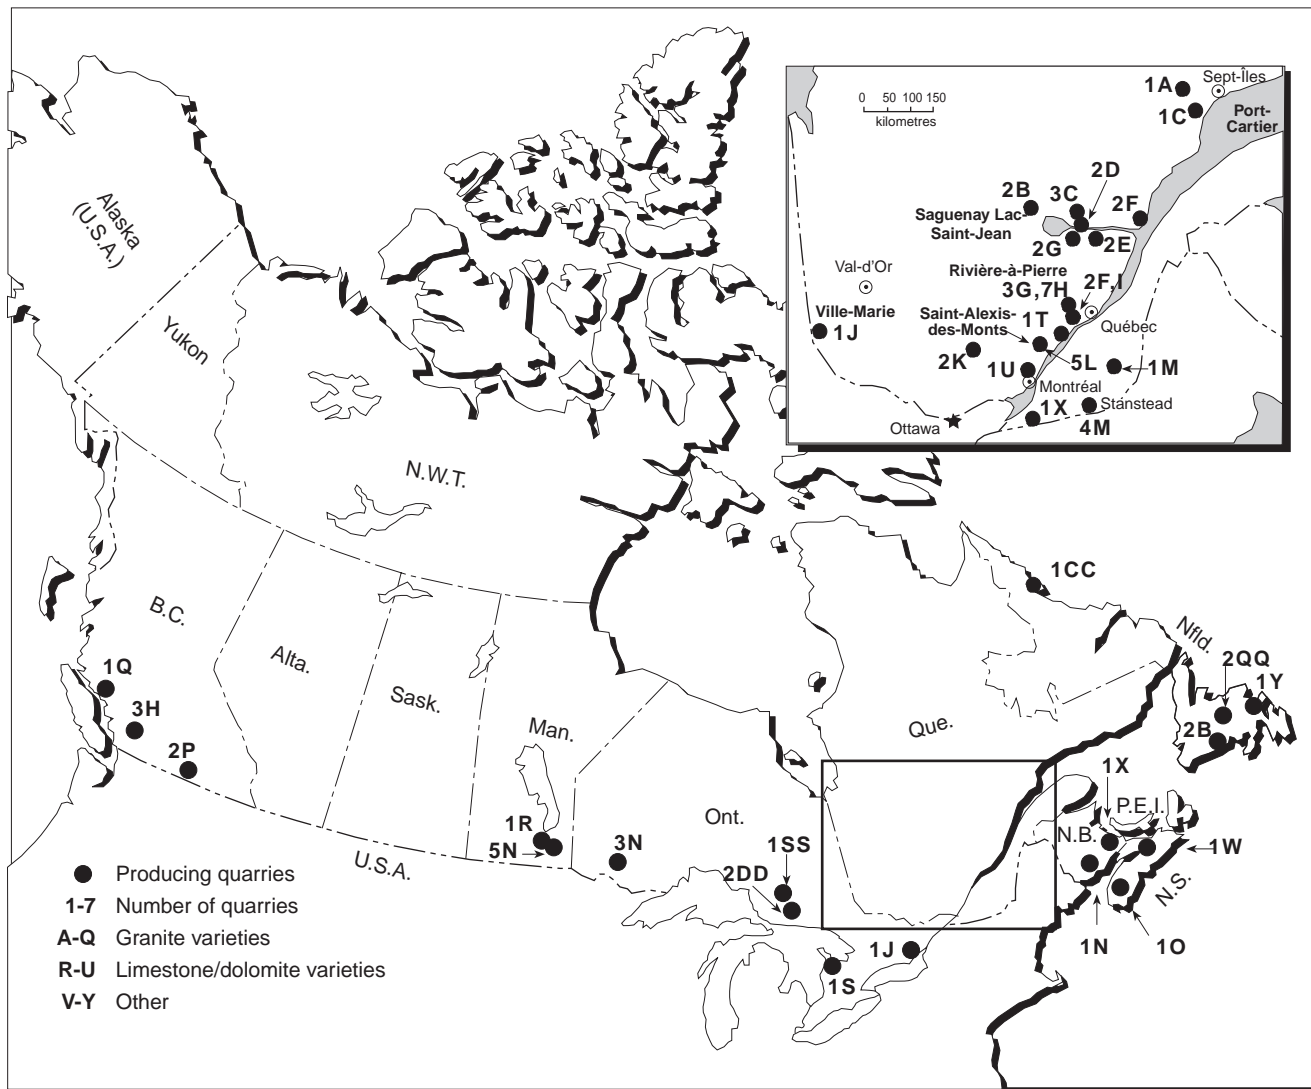 Alaska
(U.S.A.)
Yukon
N.W.T.
B.C.
Alta.
Sask.
Man.
Ont.
Que.
Nfld.
P.E.I.
N.B.
N.S.
U.S.A.
1Q
3H
2P
1R
5N
3N
1SS
2DD
1S
1J
1CC
2QQ
1Y
2B
1X
1W
1N
1O
0 50 100 150
kilometres
1A
Sept-Îles
1C
Port-
Cartier
2D
2B
3C
2F
Saguenay Lac-
Saint-Jean
2G
2E
Val-d'Or
Rivière-à-Pierre
3G,7H
2F,I
Ville-Marie
1J
Saint-Alexis-
des-Monts
1T
Québec
2K
1U
5L
1M
Montréal
1X
Stanstead
4M
Ottawa
Producing quarries
1-7 Number of quarries
A-Q Granite varieties
R-U Limestone/dolomite varieties
V-Y Other